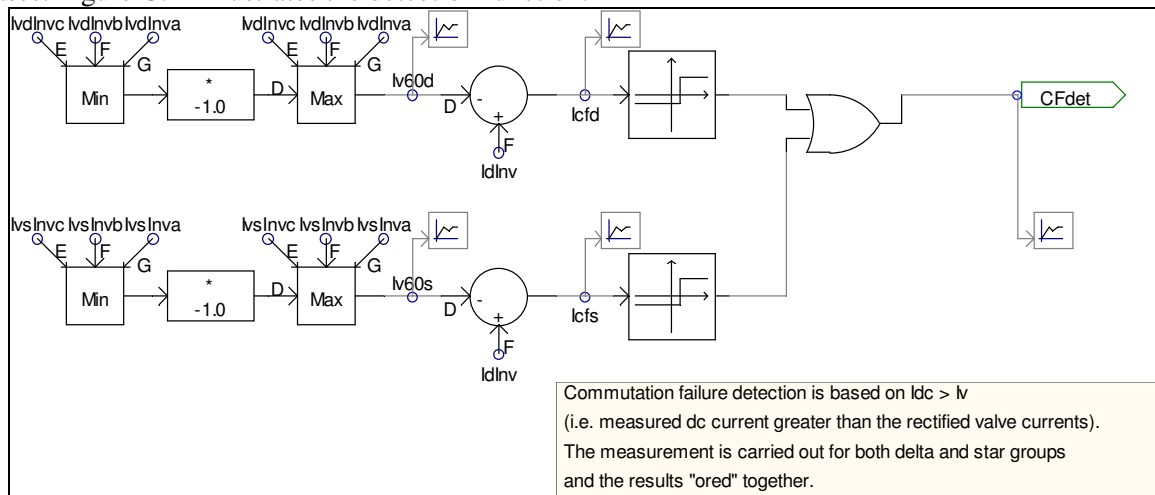 IvdInvc IvdInvb IvdInva IvdInvc IvdInvb IvdInva
E F G E F G
Min * -1.0 D Max Iv60d D - + F IdInv Icfd CFdet
IvsInvc IvsInvb IvsInva IvsInvc IvsInvb IvsInva
E F G E F G
Min * -1.0 D Max Iv60s D - + F IdInv Icfs
Commutation failure detection is based on Idc > Iv
(i.e. measured dc current greater than the rectified valve currents).
The measurement is carried out for both delta and star groups
and the results "ored" together.